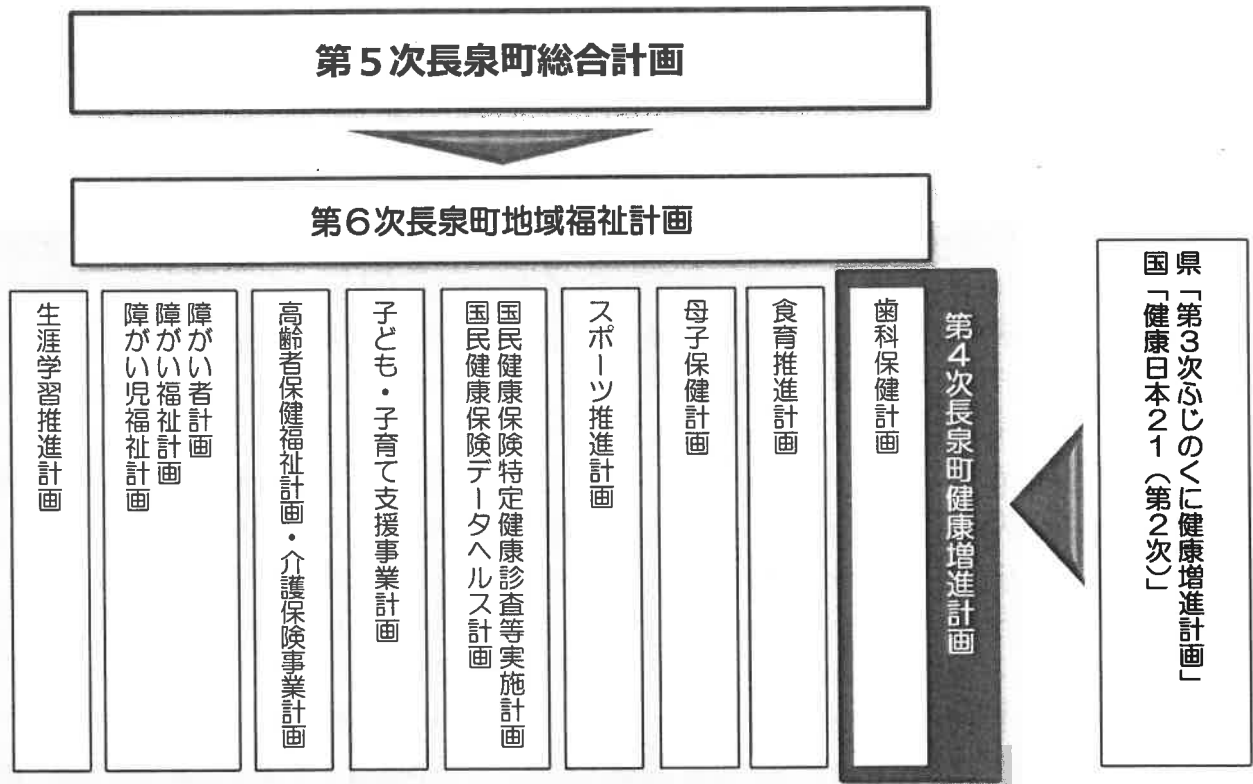 第5次長泉町総合計画
第6次長泉町地域福祉計画
県「第3次ふじのくに健康増進計画」
国「健康日本21（第2次）」
第4次長泉町健康増進計画
歯科保健計画
食育推進計画
母子保健計画
スポーツ推進計画
国民健康保険特定健康診査等実施計画
国民健康保険データヘルス計画
子ども・子育て支援事業計画
高齢者保健福祉計画・介護保険事業計画
障がい者計画
障がい福祉計画
障がい児福祉計画
生涯学習推進計画